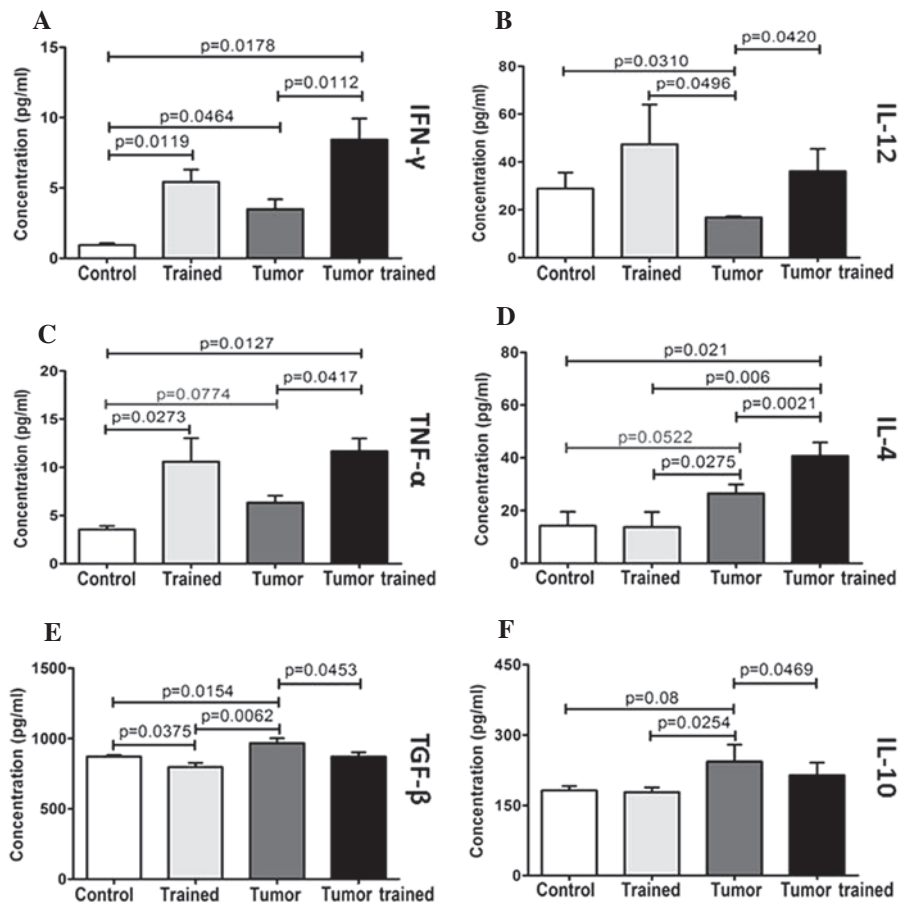 A
p=0.0178
p=0.0112
p=0.0464
p=0.0119
15
10
5
0
Concentration (pg/ml)
IFN-γ
Control Trained Tumor Tumor trained
B
p=0.0420
p=0.0310
p=0.0496
80
60
40
20
0
Concentration (pg/ml)
IL-12
Control Trained Tumor Tumor trained
C
p=0.0127
p=0.0417
p=0.0774
p=0.0273
20
15
10
5
0
Concentration (pg/ml)
TNF-α
Control Trained Tumor Tumor trained
D
p=0.021
p=0.006
p=0.0021
p=0.0522
p=0.0275
80
60
40
20
0
Concentration (pg/ml)
IL-4
Control Trained Tumor Tumor trained
E
p=0.0453
p=0.0154
p=0.0062
p=0.0375
1500
1000
500
0
Concentration (pg/ml)
TGF-β
Control Trained Tumor Tumor trained
F
p=0.0469
p=0.08
p=0.0254
450
300
150
0
Concentration (pg/ml)
IL-10
Control Trained Tumor Tumor trained